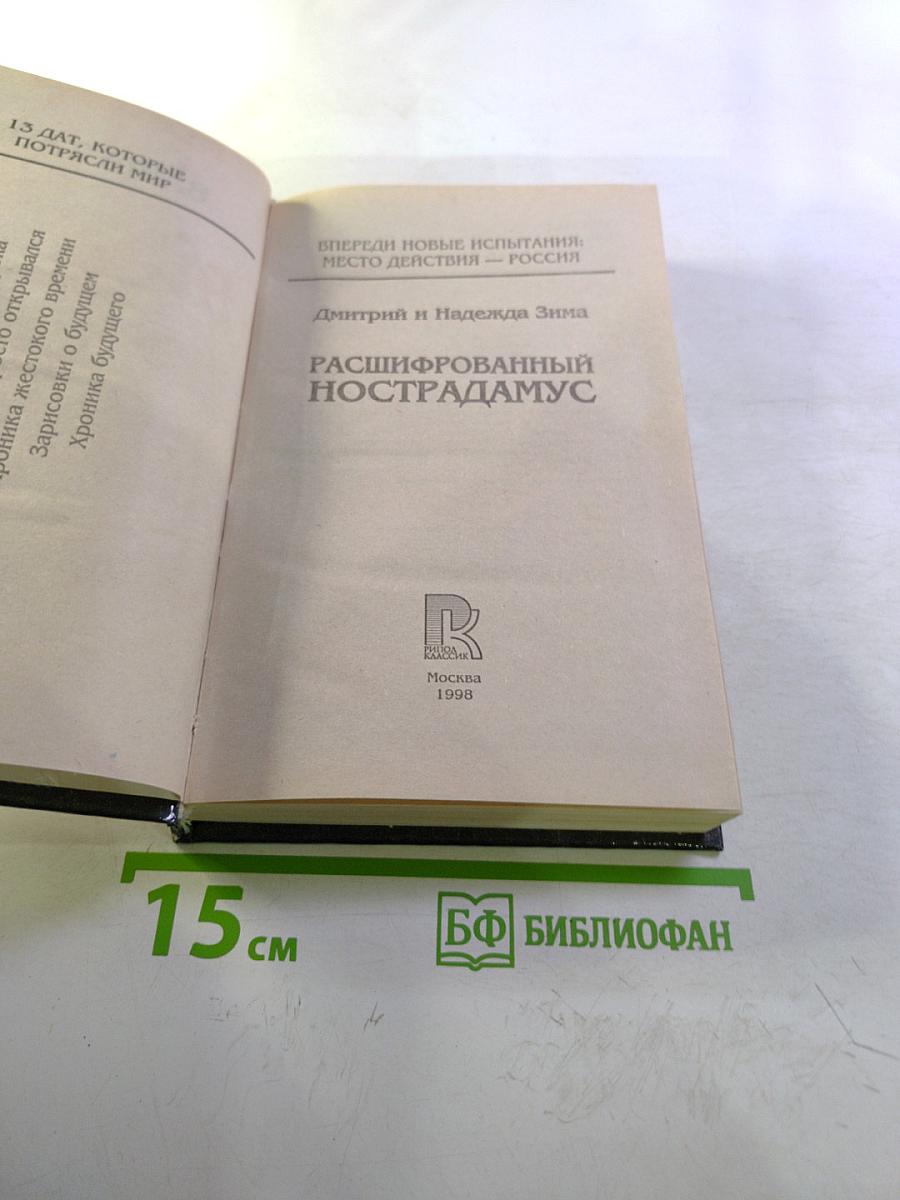 13 ДАТ, КОТОРЫЕ
ПОТРЯСЛИ МИР
открывался
жестокого времени
Зарисовки о будущем
Хроника будущего
ВПЕРЕДИ НОВЫЕ ИСПЫТАНИЯ:
МЕСТО ДЕЙСТВИЯ — РОССИЯ
Дмитрий и Надежда Зима
РАСШИФРОВАННЫЙ
НОСТРАДАМУС
РИПОЛ
КЛАССИК
Москва
1998
15 см
БФ БИБЛИОФАН